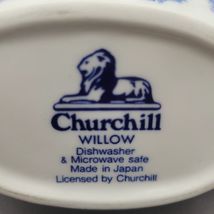 Churchill
WILLOW
Dishwasher
& Microwave safe
Made in Japan
Licensed by Churchill